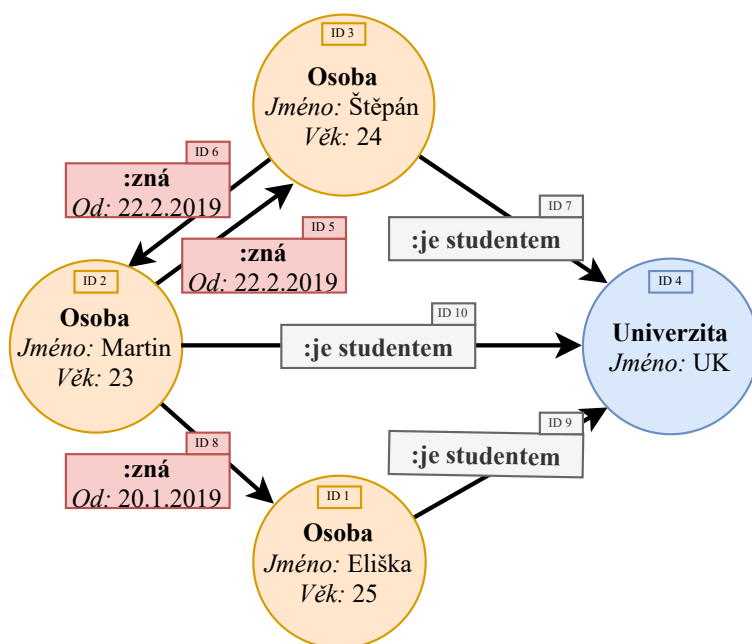 ID 3
Osoba
Jméno: Štěpán
Věk: 24
ID 6
:zná
Od: 22.2.2019
ID 5
:zná
Od: 22.2.2019
ID 7
:je studentem
ID 2
Osoba
Jméno: Martin
Věk: 23
ID 10
:je studentem
ID 4
Univerzita
Jméno: UK
ID 8
:zná
Od: 20.1.2019
ID 9
:je studentem
ID 1
Osoba
Jméno: Eliška
Věk: 25